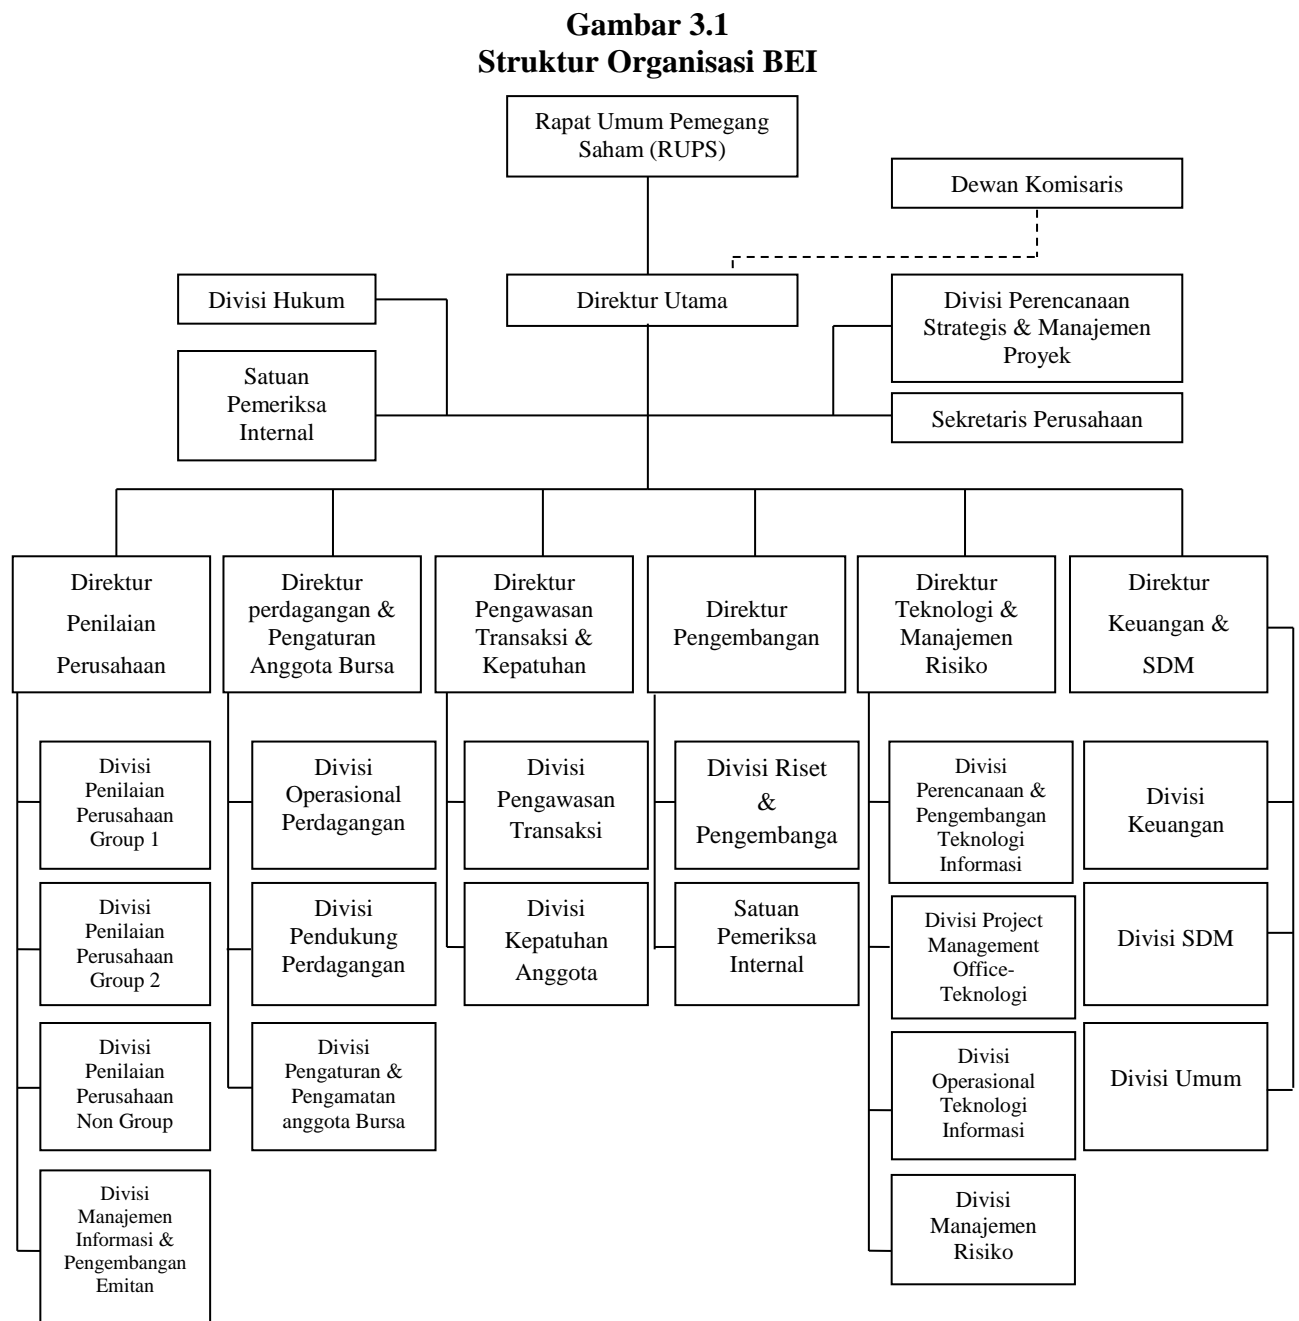 Gambar 3.1
Struktur Organisasi BEI
Rapat Umum Pemegang
Saham (RUPS)
Dewan Komisaris
Divisi Hukum
Direktur Utama
Divisi Perencanaan
Strategis & Manajemen
Proyek
Satuan
Pemeriksa
Internal
Sekretaris Perusahaan
Direktur
Penilaian
Perusahaan
Direktur
perdagangan &
Pengaturan
Anggota Bursa
Direktur
Pengawasan
Transaksi &
Kepatuhan
Direktur
Pengembangan
Direktur
Teknologi &
Manajemen
Risiko
Direktur
Keuangan &
SDM
Divisi
Penilaian
Perusahaan
Group 1
Divisi
Operasional
Perdagangan
Divisi
Pengawasan
Transaksi
Divisi Riset
&
Pengembanga
Divisi
Perencanaan &
Pengembangan
Teknologi
Informasi
Divisi
Keuangan
Divisi
Penilaian
Perusahaan
Group 2
Divisi
Pendukung
Perdagangan
Divisi
Kepatuhan
Anggota
Satuan
Pemeriksa
Internal
Divisi Project
Management
Office-
Teknologi
Divisi SDM
Divisi
Penilaian
Perusahaan
Non Group
Divisi
Pengaturan &
Pengamatan
anggota Bursa
Divisi
Operasional
Teknologi
Informasi
Divisi Umum
Divisi
Manajemen
Informasi &
Pengembangan
Emitan
Divisi
Manajemen
Risiko